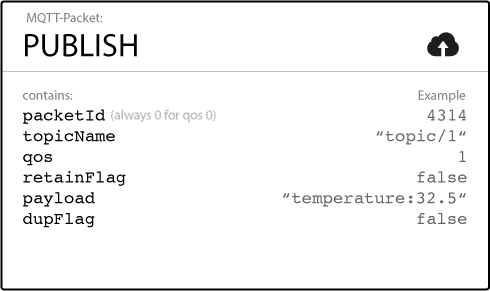 MQTT-Packet:
PUBLISH
contains: Example
packetId (always 0 for qos 0) 4314
topicName “topic/1“
qos 1
retainFlag false
payload “temperature:32.5“
dupFlag false